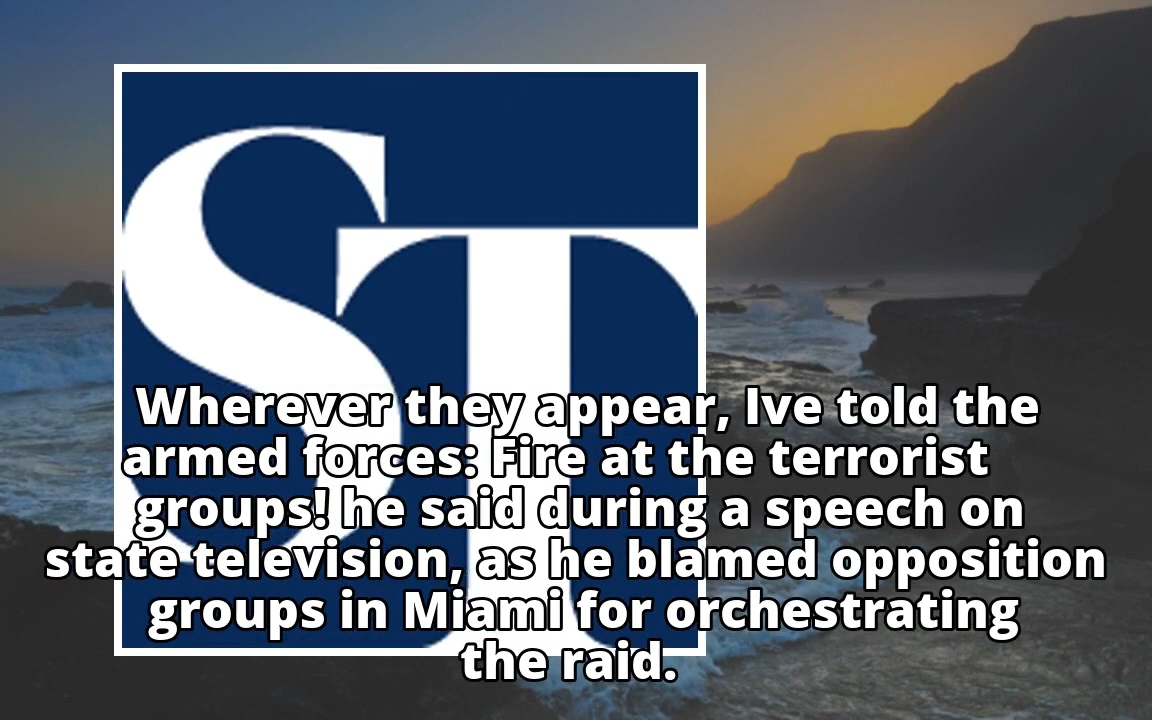 ST
Wherever they appear, Ive told the
armed forces: Fire at the terrorist
groups! he said during a speech on
state television, as he blamed opposition
groups in Miami for orchestrating
the raid.